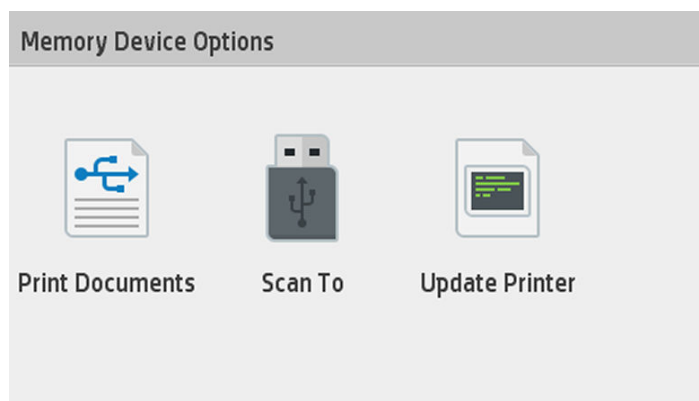 Memory Device Options
Print Documents
Scan To
Update Printer